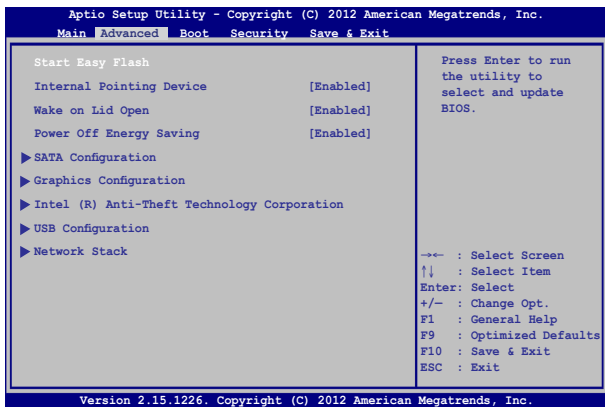 Aptio Setup Utility - Copyright (C) 2012 American Megatrends, Inc.
Main Advanced Boot Security Save & Exit
Start Easy Flash
Internal Pointing Device [Enabled]
Wake on Lid Open [Enabled]
Power Off Energy Saving [Enabled]
SATA Configuration
Graphics Configuration
Intel (R) Anti-Theft Technology Corporation
USB Configuration
Network Stack
Press Enter to run
the utility to
select and update
BIOS.
→← : Select Screen
↑↓ : Select Item
Enter: Select
+/— : Change Opt.
F1 : General Help
F9 : Optimized Defaults
F10 : Save & Exit
ESC : Exit
Version 2.15.1226. Copyright (C) 2012 American Megatrends, Inc.